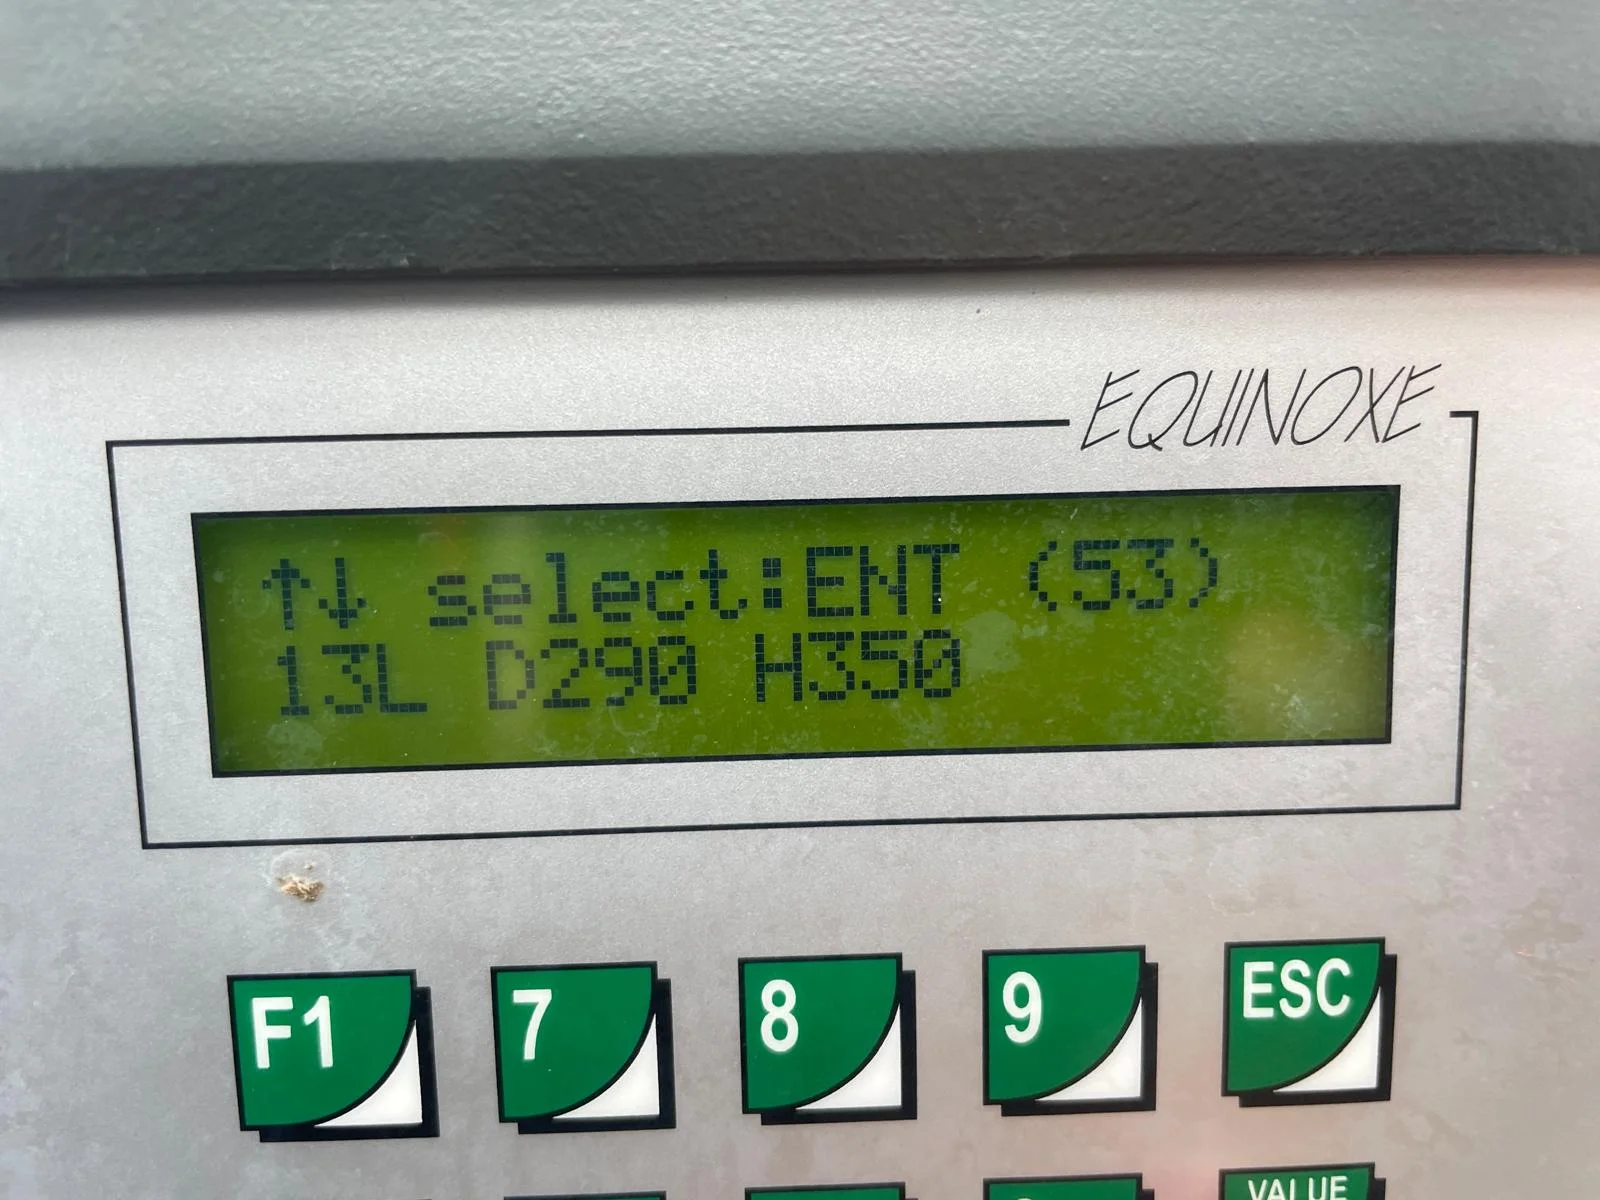 EQUINOXE
↑↓ select:ENT (53)
13L D290 H350
F1 7 8 9 ESC
VALUE